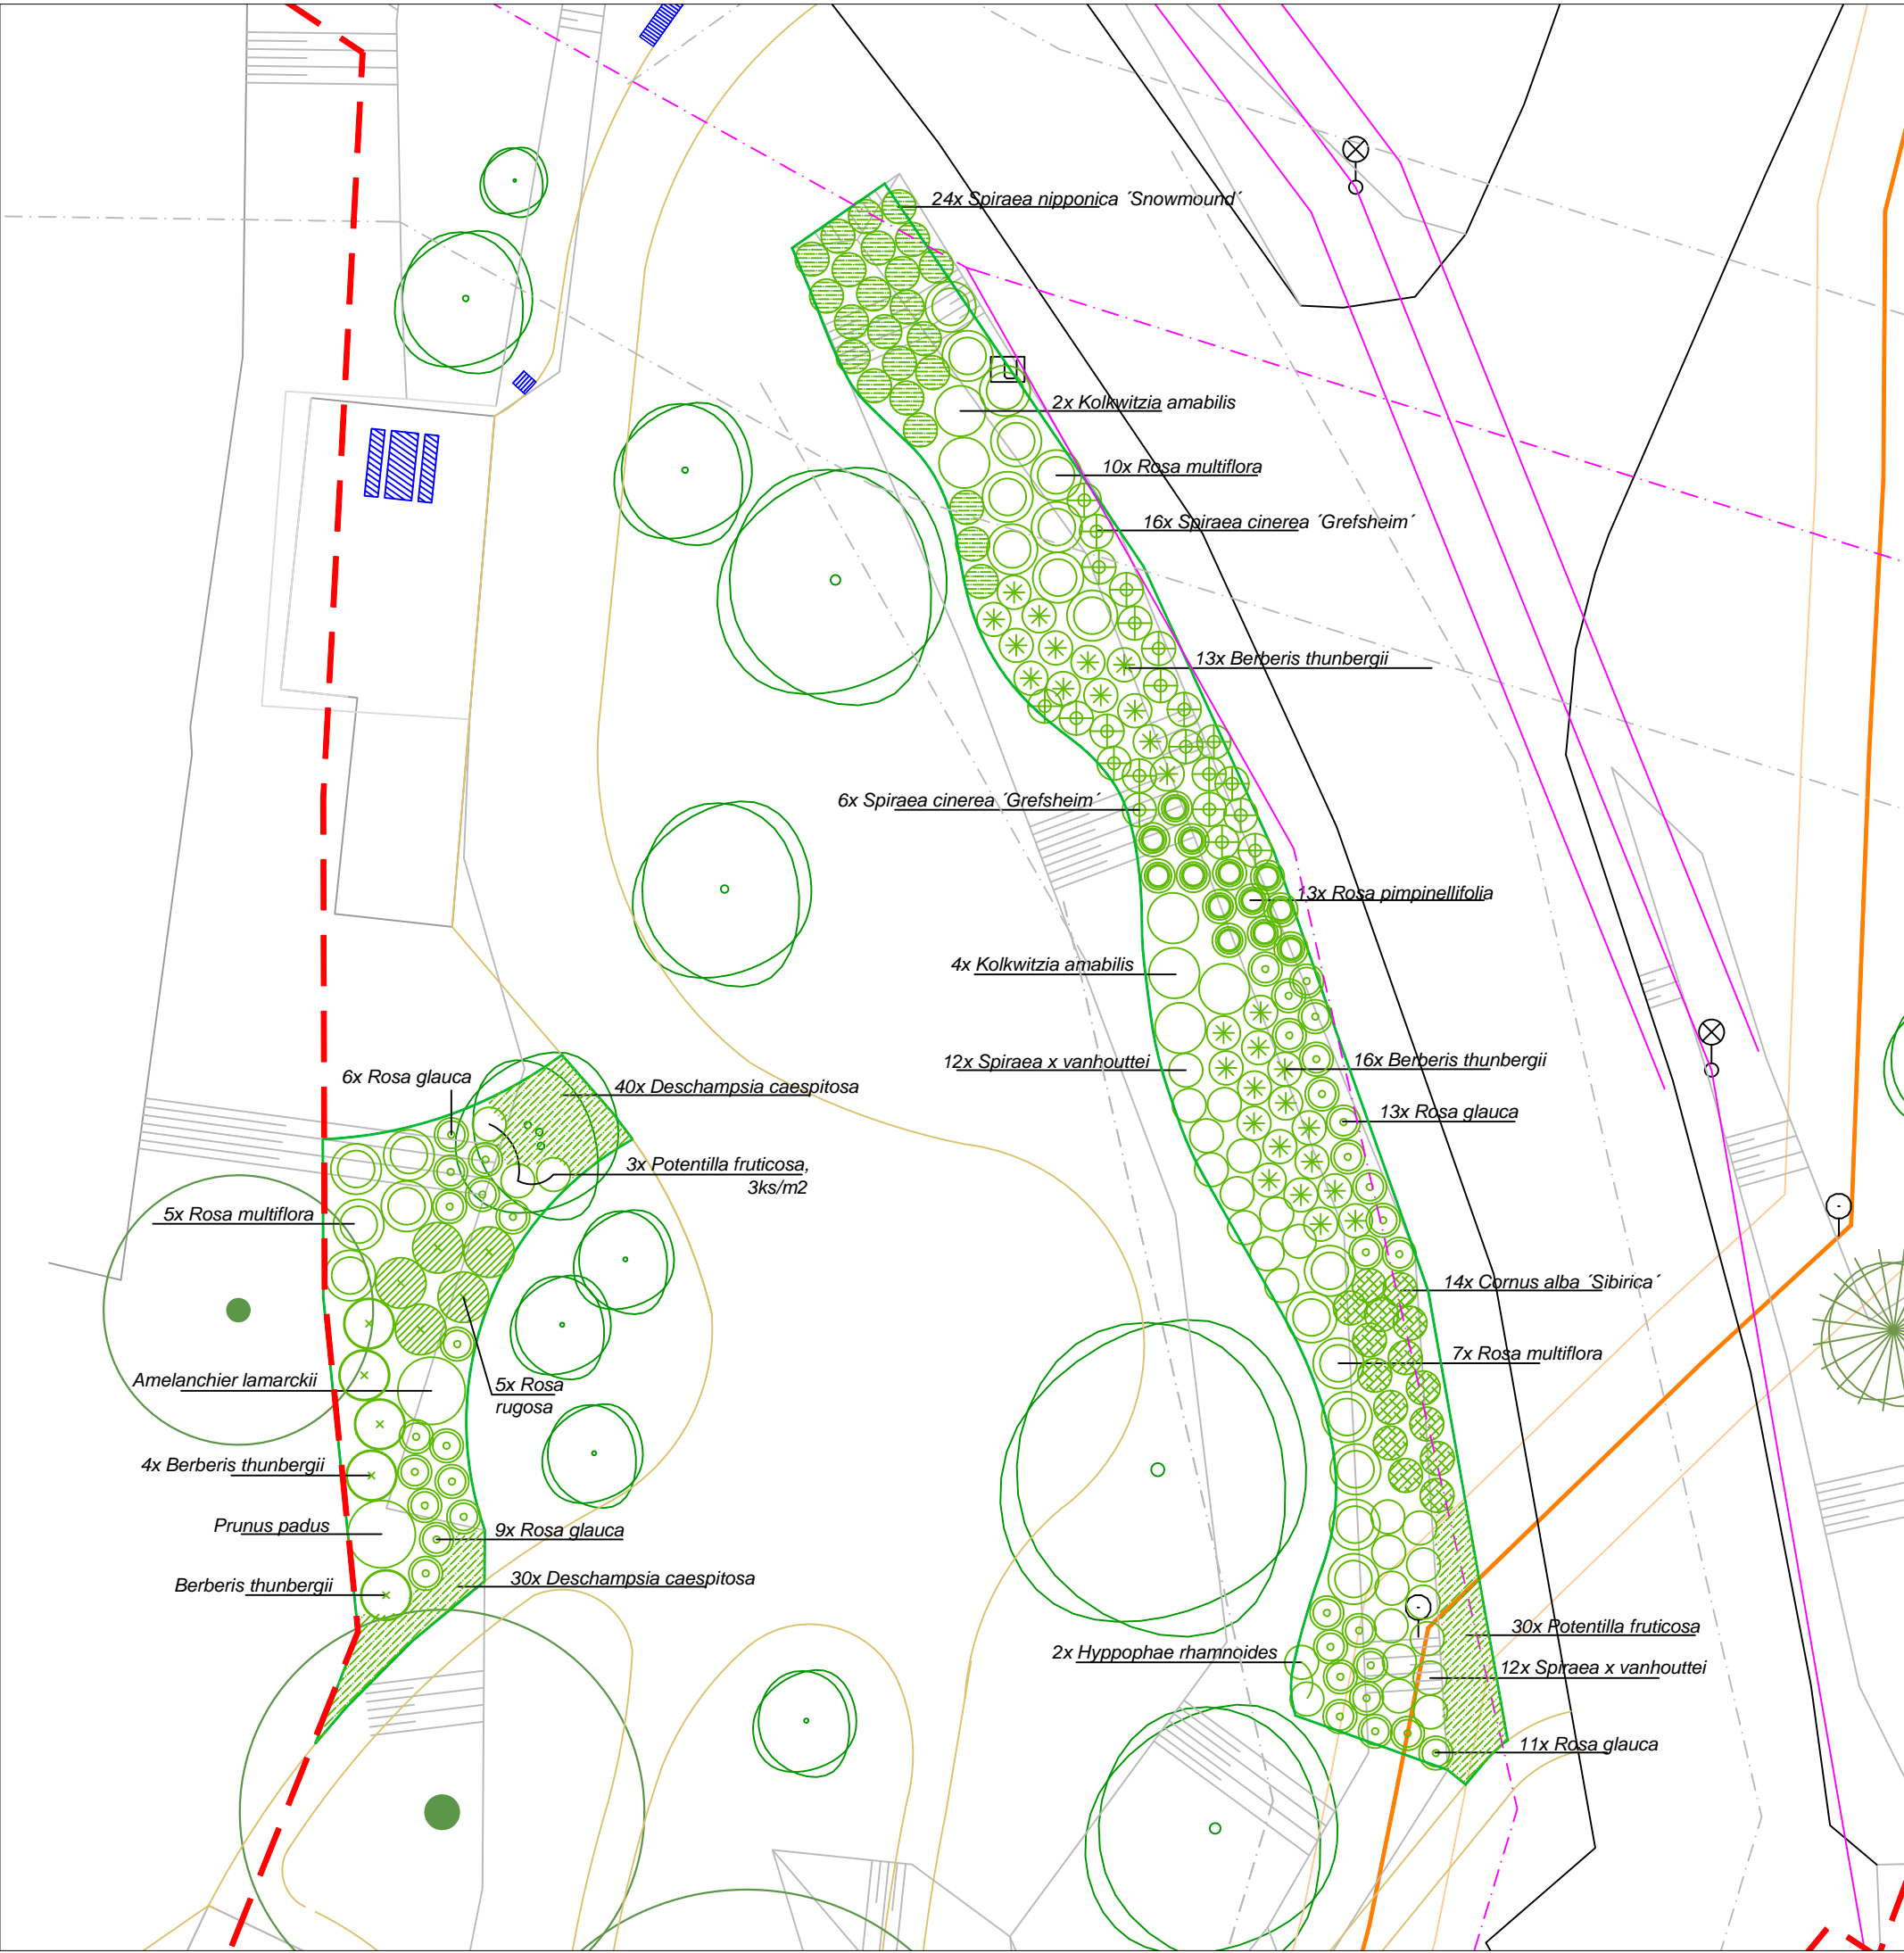 24x Spiraea nipponica ´Snowmound´
2x Kolkwitzia amabilis
10x Rosa multiflora
16x Spiraea cinerea ´Grefsheim´
13x Berberis thunbergii
6x Spiraea cinerea ´Grefsheim´
13x Rosa pimpinellifolia
4x Kolkwitzia amabilis
12x Spiraea x vanhouttei
16x Berberis thunbergii
6x Rosa glauca
40x Deschampsia caespitosa
13x Rosa glauca
3x Potentilla fruticosa,
3ks/m2
5x Rosa multiflora
14x Cornus alba ´Sibirica´
7x Rosa multiflora
Amelanchier lamarckii
5x Rosa
rugosa
4x Berberis thunbergii
Prunus padus
9x Rosa glauca
Berberis thunbergii
30x Deschampsia caespitosa
30x Potentilla fruticosa
2x Hyppophae rhamnoides
12x Spiraea x vanhouttei
11x Rosa glauca